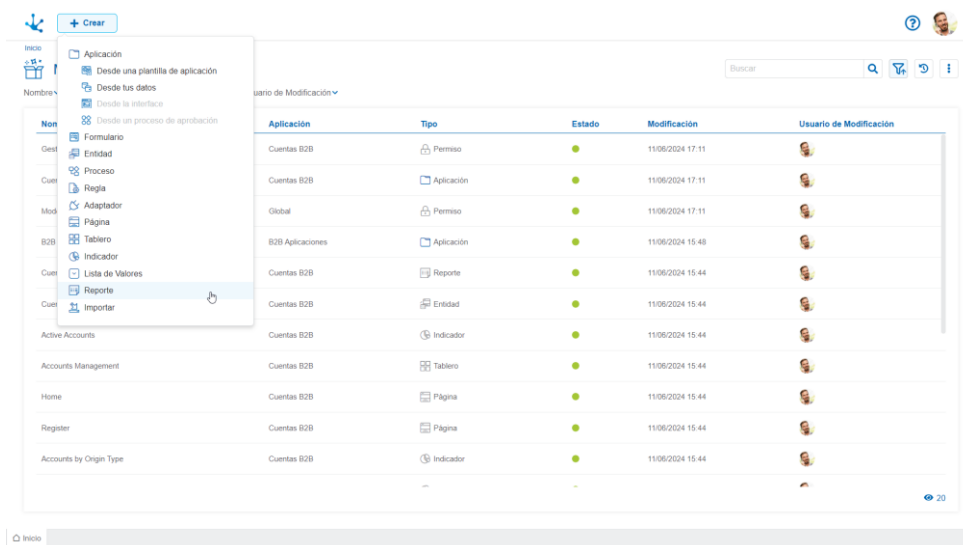 Crear
Inicio
Aplicación
Desde una plantilla de aplicación
Desde tus datos
Desde la interface
Desde un proceso de aprobación
Formulario
Entidad
Proceso
Regla
Adaptador
Página
Tablero
Indicador
Lista de Valores
Reporte
Importar
Buscar
Nombre
uario de Modificación
Nom Aplicación Tipo Estado Modificación Usuario de Modificación
Gest Cuentas B2B Permiso 11/06/2024 17:11
Cuen Cuentas B2B Aplicación 11/06/2024 17:11
Mode Global Permiso 11/06/2024 17:11
B2B B2B Aplicaciones Aplicación 11/06/2024 15:48
Cuen Cuentas B2B Reporte 11/06/2024 15:44
Cuen Cuentas B2B Entidad 11/06/2024 15:44
Active Accounts Cuentas B2B Indicador 11/06/2024 15:44
Accounts Management Cuentas B2B Tablero 11/06/2024 15:44
Home Cuentas B2B Página 11/06/2024 15:44
Register Cuentas B2B Página 11/06/2024 15:44
Accounts by Origin Type Cuentas B2B Indicador 11/06/2024 15:44
20
Inicio